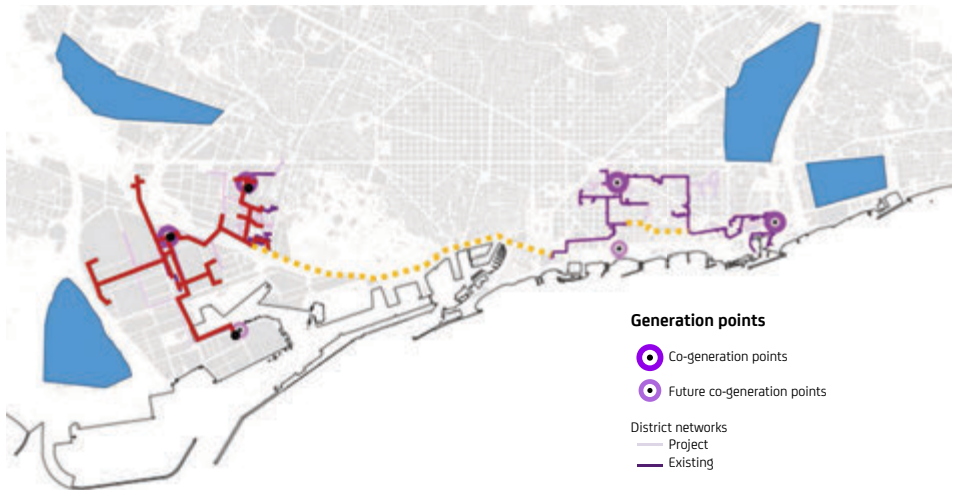 Generation points
Co-generation points
Future co-generation points
District networks
Project
Existing